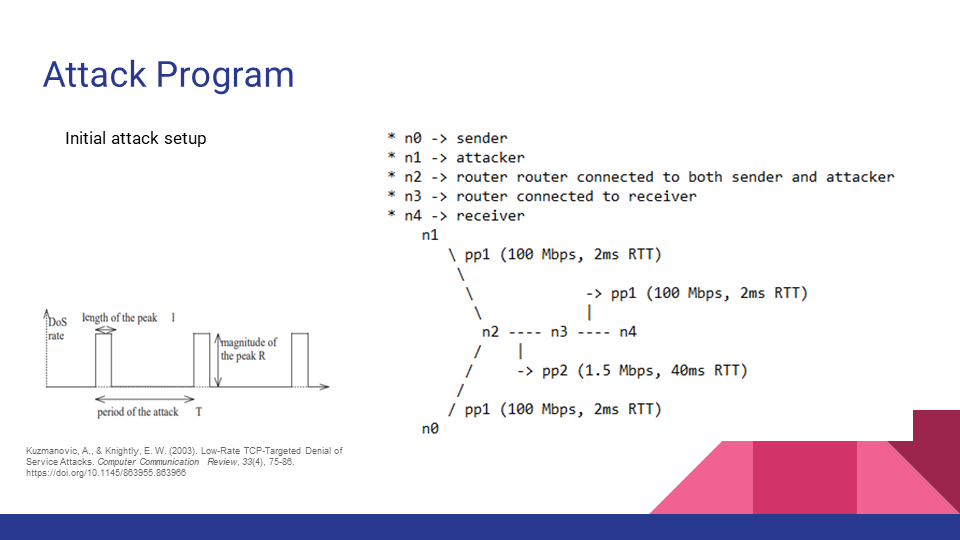 Attack Program
Initial attack setup
* n0 -> sender
* n1 -> attacker
* n2 -> router router connected to both sender and attacker
* n3 -> router connected to receiver
* n4 -> receiver
n1
\ pp1 (100 Mbps, 2ms RTT)
\
\ -> pp1 (100 Mbps, 2ms RTT)
\ |
n2 ---- n3 ---- n4
/ |
/ -> pp2 (1.5 Mbps, 40ms RTT)
/
/ pp1 (100 Mbps, 2ms RTT)
n0
DoS
rate
length of the peak l
magnitude of
the peak R
period of the attack T
Kuzmanovic, A., & Knightly, E. W. (2003). Low-Rate TCP-Targeted Denial of
Service Attacks. Computer Communication Review, 33(4), 75-86.
https://doi.org/10.1145/863955.863966